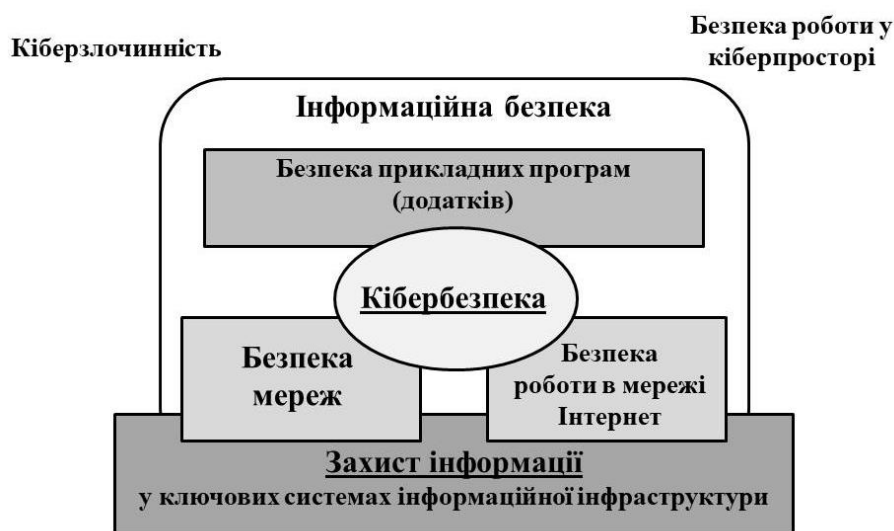 Кіберзлочинність
Безпека роботи у
кіберпросторі
Інформаційна безпека
Безпека прикладних програм
(додатків)
Кібербезпека
Безпека
мереж
Безпека
роботи в мережі
Інтернет
Захист інформації
у ключових системах інформаційної інфраструктури